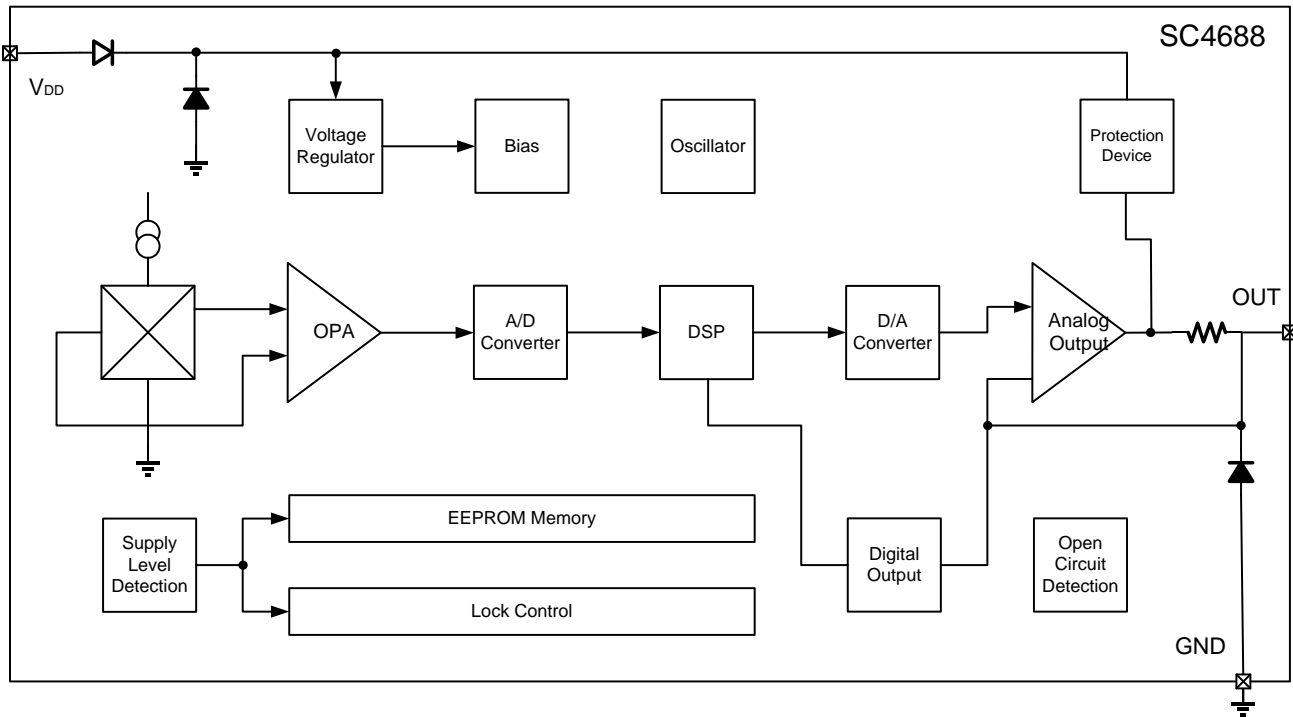 SC4688
VDD
Voltage
Regulator
Bias
Oscillator
Protection
Device
OPA
A/D
Converter
DSP
D/A
Converter
Analog
Output
OUT
Supply
Level
Detection
EEPROM Memory
Lock Control
Digital
Output
Open
Circuit
Detection
GND